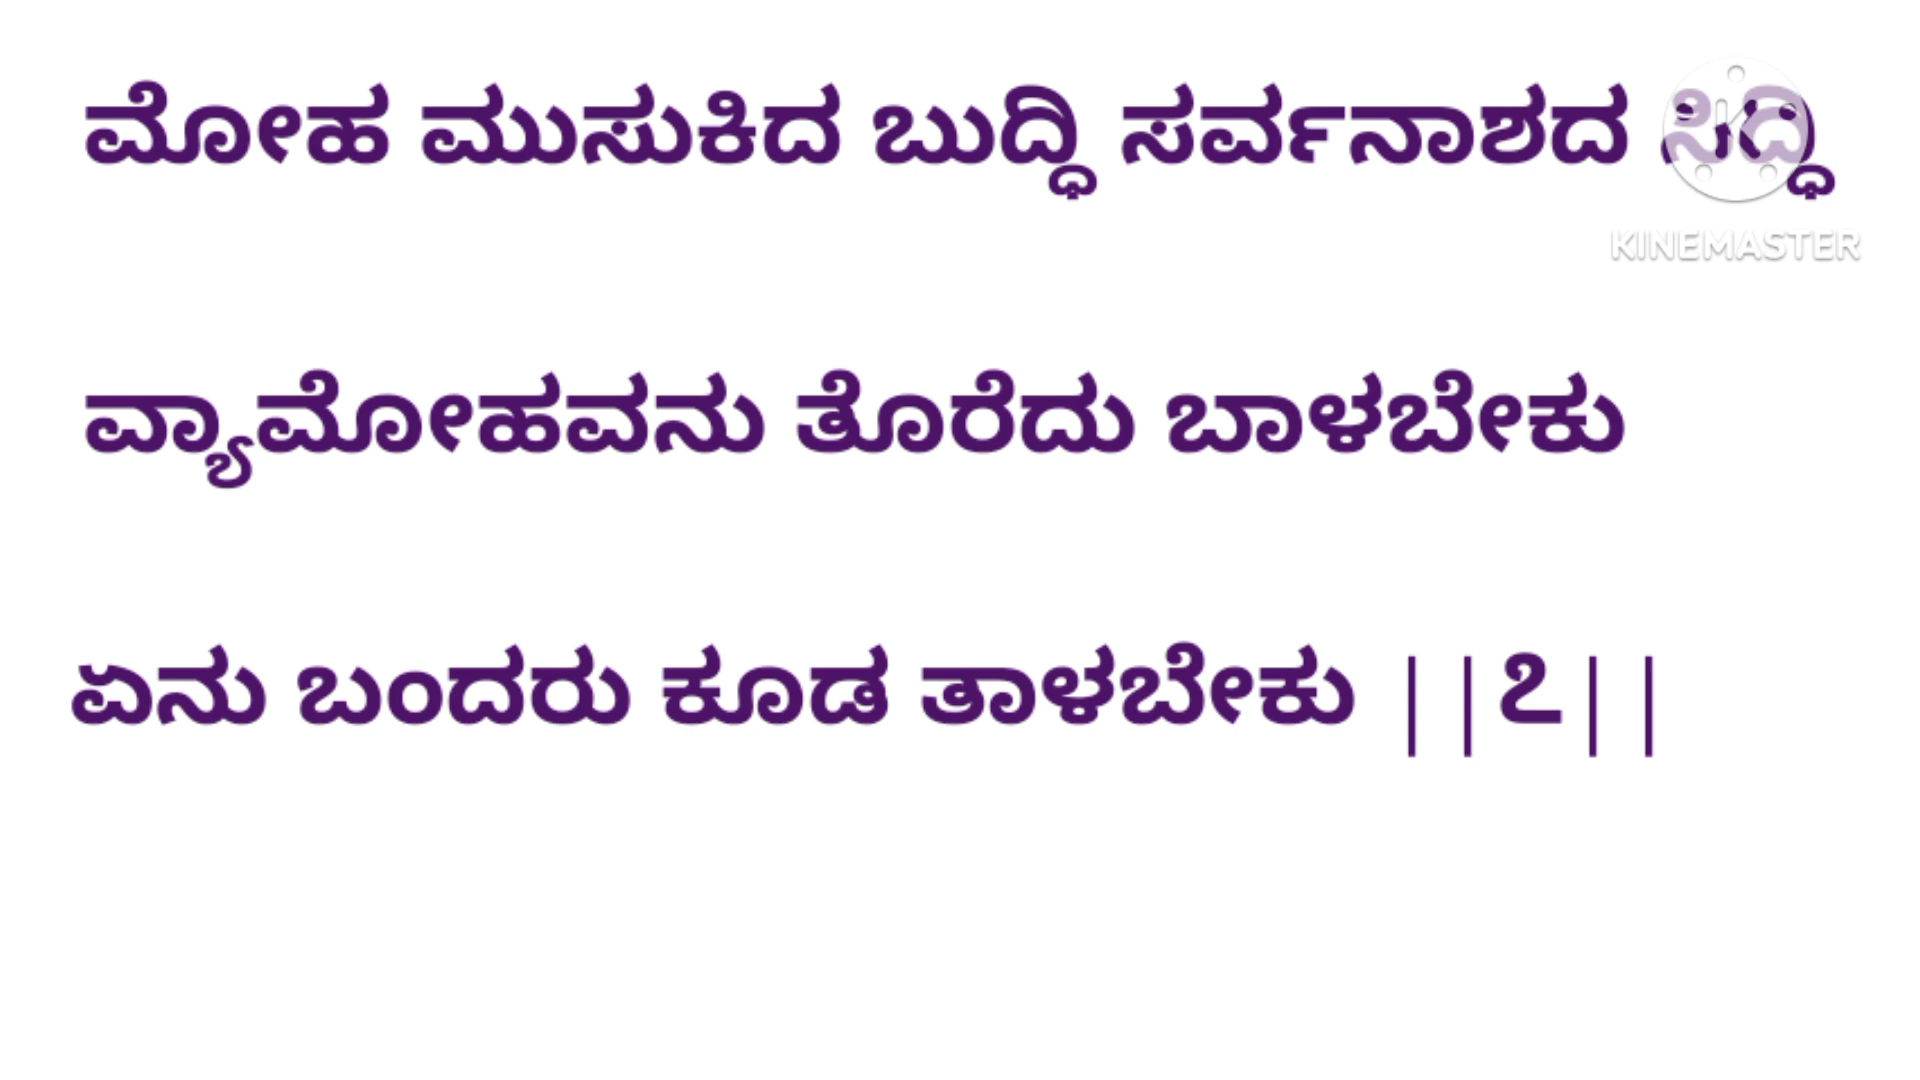 ಮೋಹ ಮುಸುಕಿದ ಬುದ್ಧಿ ಸರ್ವನಾಶದ ಸಿದ್ಧಿ
KINEMASTER
ವ್ಯಾಮೋಹವನು ತೊರೆದು ಬಾಳಬೇಕು
ಏನು ಬಂದರು ಕೂಡ ತಾಳಬೇಕು ||೭||